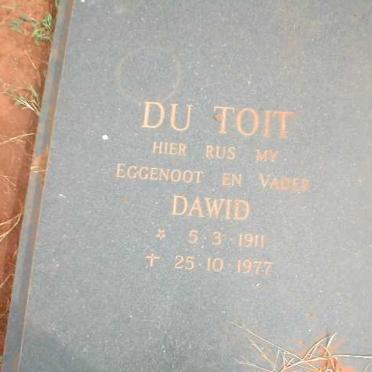 DU TOIT
HIER RUS MY
EGGENOOT EN VADER
DAWID
* 5·3·1911
† 25·10·1977